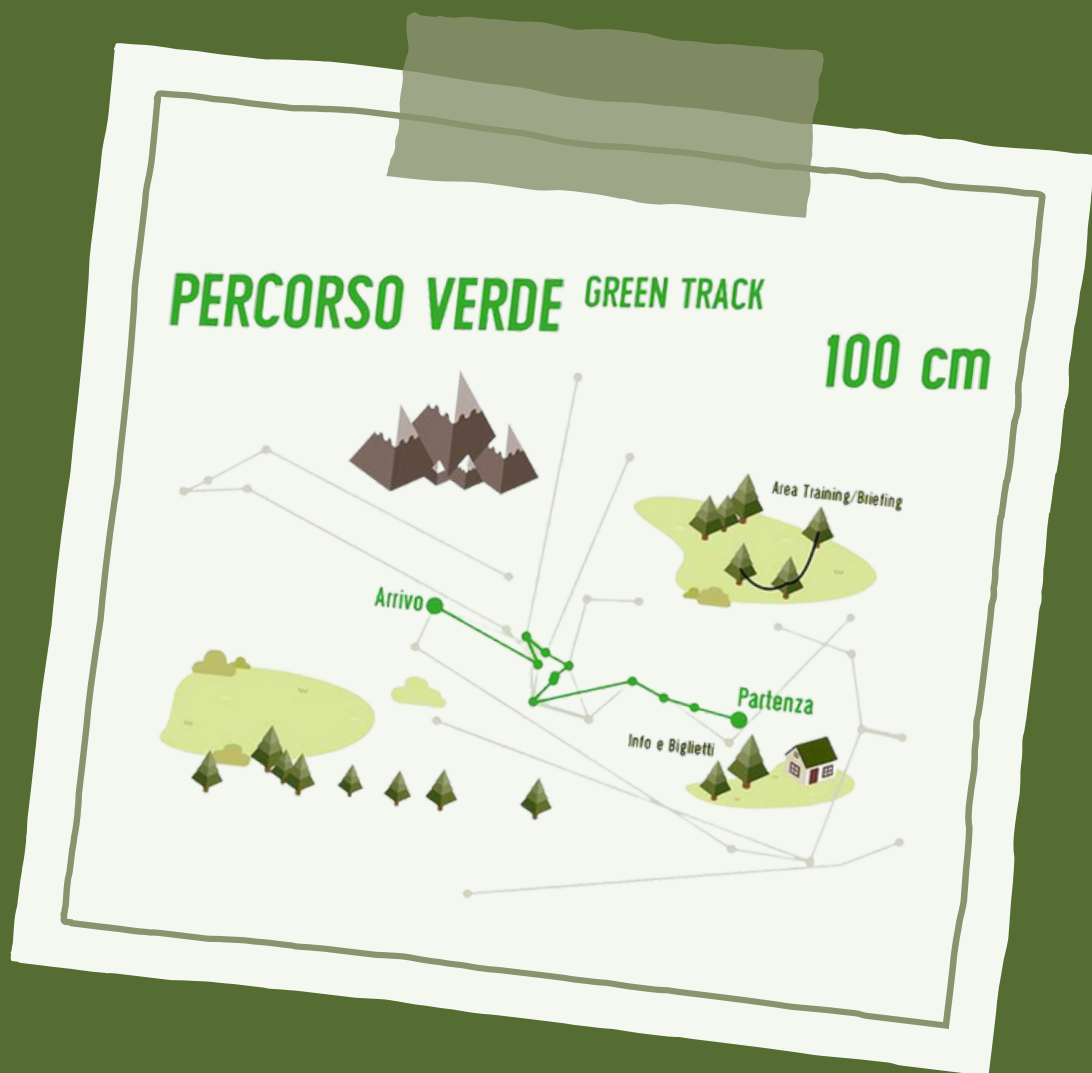 PERCORSO VERDE GREEN TRACK
100 cm
Area Training/Briefing
Arrivo
Partenza
Info e Biglietti